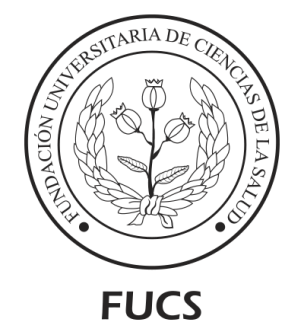 FUNDACIÓN UNIVERSITARIA DE CIENCIAS DE LA SALUD
FUCS